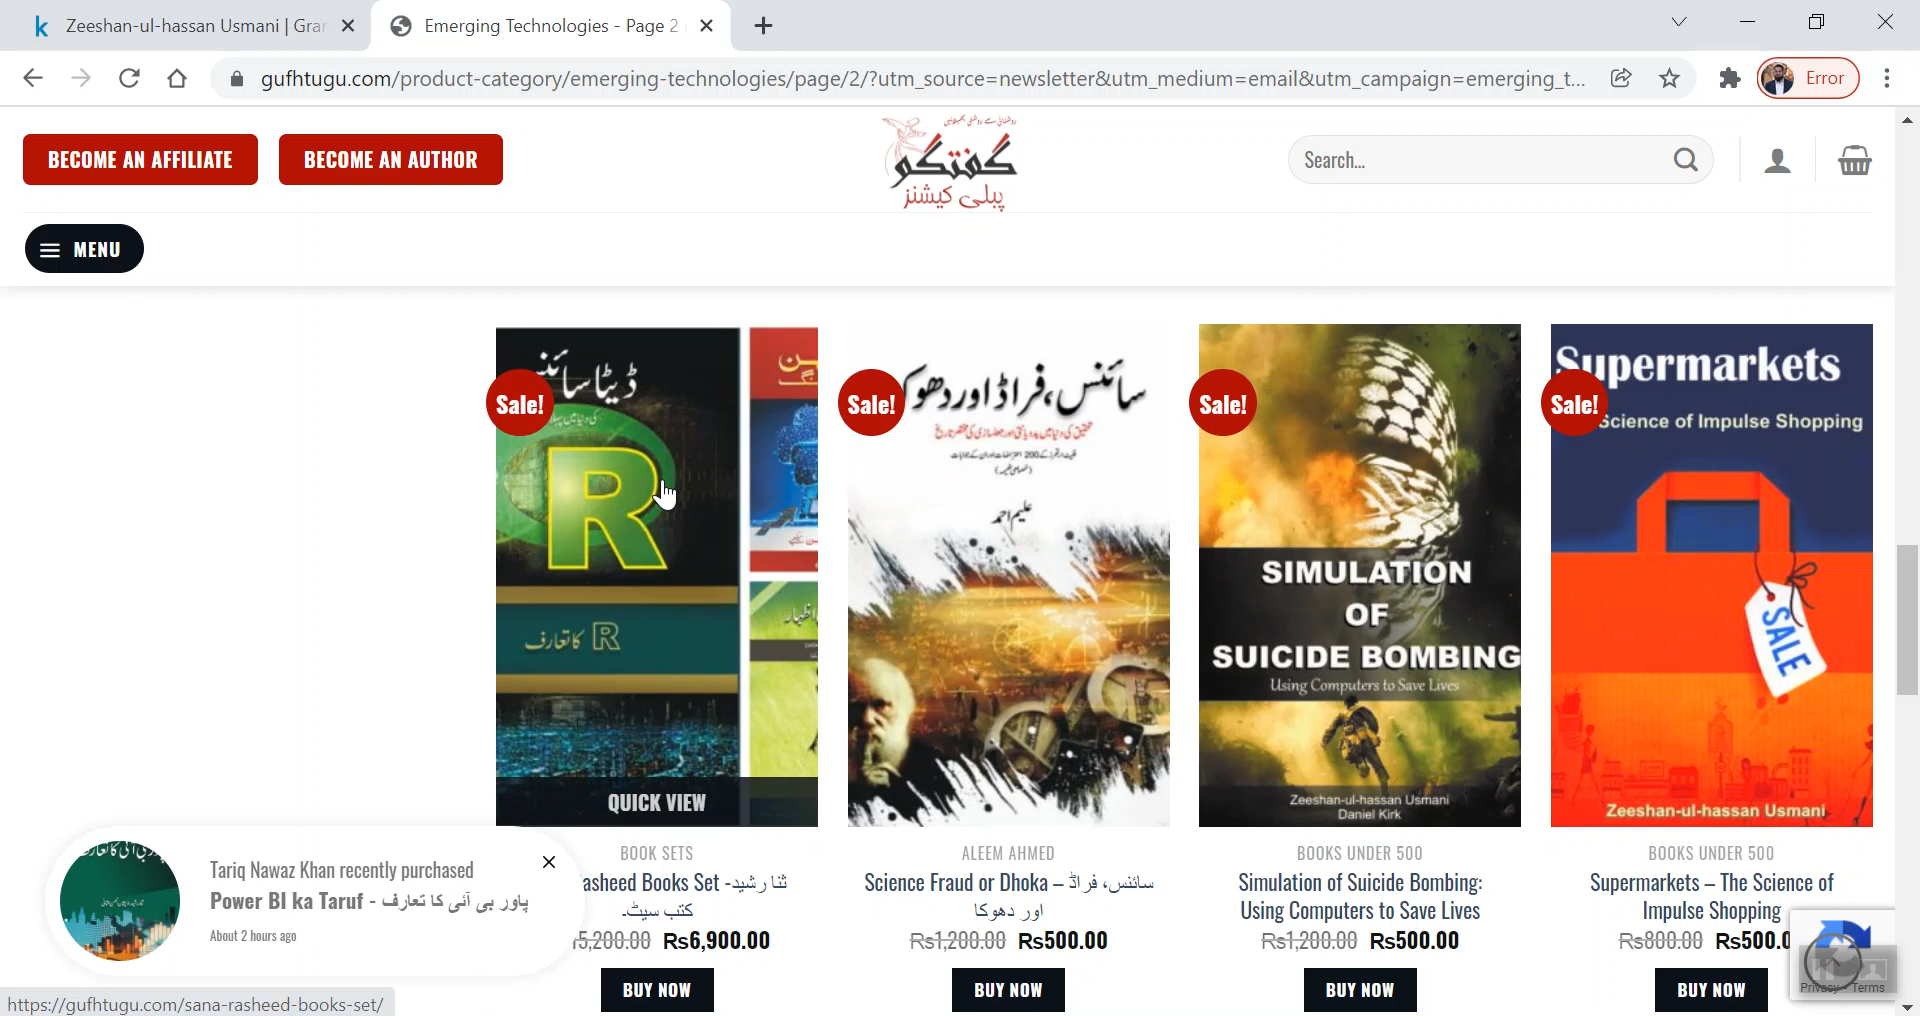 Zeeshan-ul-hassan Usmani | Gra
Emerging Technologies - Page 2
gufhtugu.com/product-category/emerging-technologies/page/2/?utm_source=newsletter&utm_medium=email&utm_campaign=emerging_t...
Error
BECOME AN AFFILIATE
BECOME AN AUTHOR
گفتگو
پبلی کیشنز
Search...
MENU
Sale!
ڈیٹا سائنس
R
R کا تعارف
QUICK VIEW
Sale!
سائنس، فراڈ اور دھوکہ
علیم احمد
Sale!
SIMULATION
OF
SUICIDE BOMBING
Using Computers to Save Lives
Zeeshan-ul-hassan Usmani
Daniel Kirk
Sale!
Supermarkets
Science of Impulse Shopping
SALE
Zeeshan-ul-hassan Usmani
BOOK SETS
asheed Books Set -ثنا رشید
کتب سیٹ-
5,200.00 Rs6,900.00
BUY NOW
ALEEM AHMED
Science Fraud or Dhoka – سائنس، فراڈ
اور دھوکا
Rs1,200.00 Rs500.00
BUY NOW
BOOKS UNDER 500
Simulation of Suicide Bombing:
Using Computers to Save Lives
Rs1,200.00 Rs500.00
BUY NOW
BOOKS UNDER 500
Supermarkets – The Science of
Impulse Shopping
Rs800.00 Rs500.0
BUY NOW
Tariq Nawaz Khan recently purchased
Power BI ka Taruf - پاور بی آئی کا تعارف
About 2 hours ago
Privacy - Terms
https://gufhtugu.com/sana-rasheed-books-set/